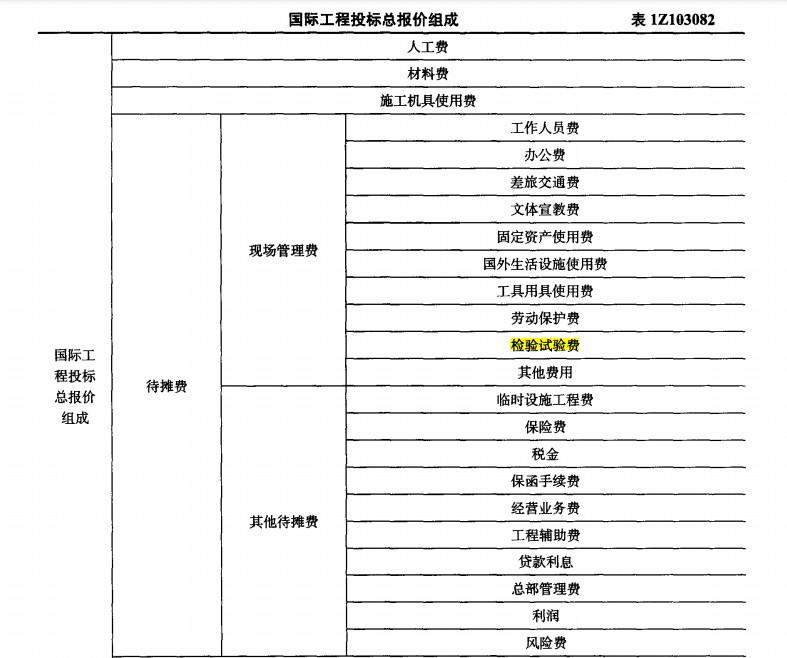 国际工程投标总报价组成 表 1Z103082
人工费
材料费
施工机具使用费
工作人员费
办公费
差旅交通费
文体宣教费
固定资产使用费
现场管理费
国外生活设施使用费
工具用具使用费
劳动保护费
检验试验费
其他费用
国际工
程投标
总报价
组成
待摊费
临时设施工程费
保险费
税金
保函手续费
经营业务费
其他待摊费
工程辅助费
贷款利息
总部管理费
利润
风险费